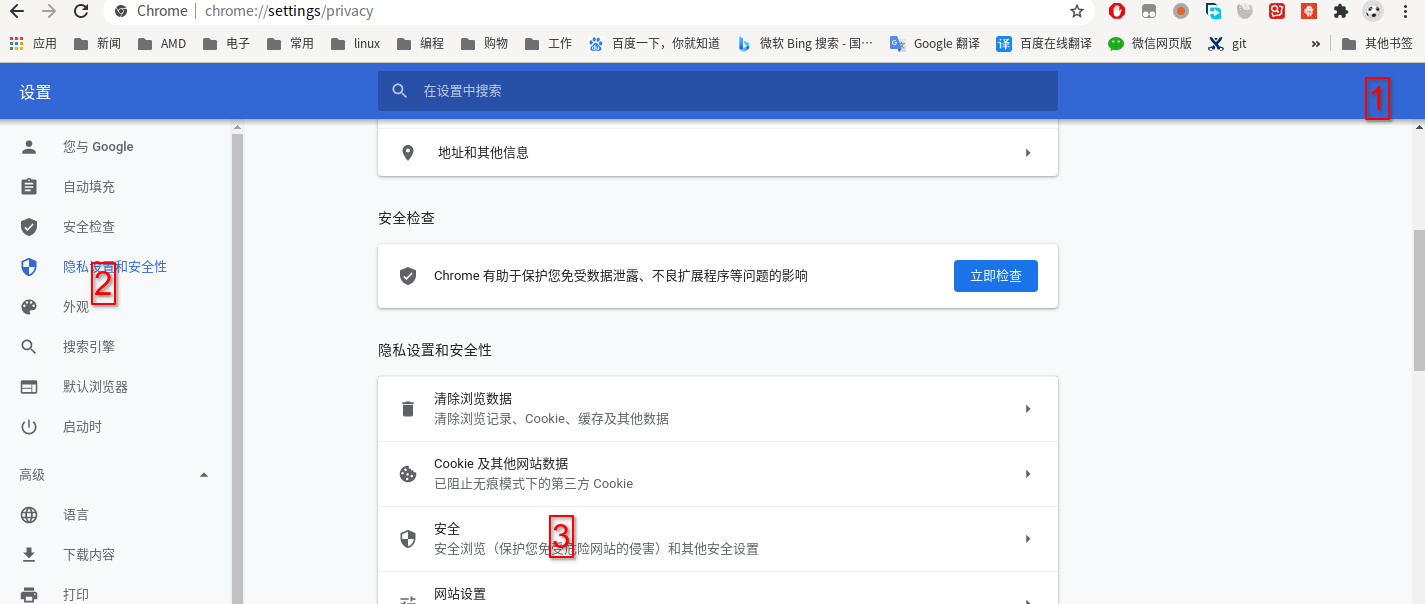 Chrome | chrome://settings/privacy
应用 新闻 AMD 电子 常用 linux 编程 购物 工作 百度一下，你就知道 微软 Bing 搜索 - 国… Google 翻译 百度在线翻译 微信网页版 git » 其他书签
设置
在设置中搜索
1
您与 Google
自动填充
安全检查
隐私设置和安全性
2
外观
搜索引擎
默认浏览器
启动时
高级
语言
下载内容
打印
地址和其他信息
安全检查
Chrome 有助于保护您免受数据泄露、不良扩展程序等问题的影响
立即检查
隐私设置和安全性
清除浏览数据
清除浏览记录、Cookie、缓存及其他数据
Cookie 及其他网站数据
已阻止无痕模式下的第三方 Cookie
安全
3
安全浏览（保护您免受危险网站的侵害）和其他安全设置
网站设置